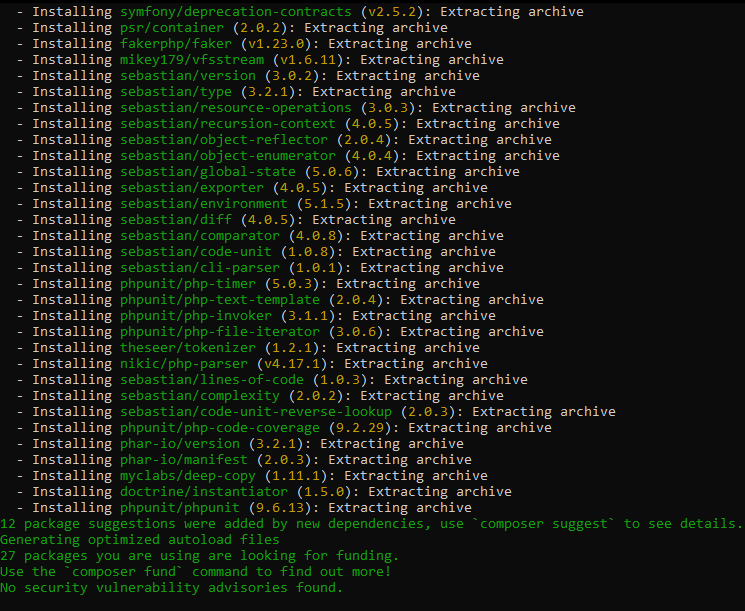 - Installing symfony/deprecation-contracts (v2.5.2): Extracting archive
- Installing psr/container (2.0.2): Extracting archive
- Installing fakerphp/faker (v1.23.0): Extracting archive
- Installing mikey179/vfsstream (v1.6.11): Extracting archive
- Installing sebastian/version (3.0.2): Extracting archive
- Installing sebastian/type (3.2.1): Extracting archive
- Installing sebastian/resource-operations (3.0.3): Extracting archive
- Installing sebastian/recursion-context (4.0.5): Extracting archive
- Installing sebastian/object-reflector (2.0.4): Extracting archive
- Installing sebastian/object-enumerator (4.0.4): Extracting archive
- Installing sebastian/global-state (5.0.6): Extracting archive
- Installing sebastian/exporter (4.0.5): Extracting archive
- Installing sebastian/environment (5.1.5): Extracting archive
- Installing sebastian/diff (4.0.5): Extracting archive
- Installing sebastian/comparator (4.0.8): Extracting archive
- Installing sebastian/code-unit (1.0.8): Extracting archive
- Installing sebastian/cli-parser (1.0.1): Extracting archive
- Installing phpunit/php-timer (5.0.3): Extracting archive
- Installing phpunit/php-text-template (2.0.4): Extracting archive
- Installing phpunit/php-invoker (3.1.1): Extracting archive
- Installing phpunit/php-file-iterator (3.0.6): Extracting archive
- Installing theseer/tokenizer (1.2.1): Extracting archive
- Installing nikic/php-parser (v4.17.1): Extracting archive
- Installing sebastian/lines-of-code (1.0.3): Extracting archive
- Installing sebastian/complexity (2.0.2): Extracting archive
- Installing sebastian/code-unit-reverse-lookup (2.0.3): Extracting archive
- Installing phpunit/php-code-coverage (9.2.29): Extracting archive
- Installing phar-io/version (3.2.1): Extracting archive
- Installing phar-io/manifest (2.0.3): Extracting archive
- Installing myclabs/deep-copy (1.11.1): Extracting archive
- Installing doctrine/instantiator (1.5.0): Extracting archive
- Installing phpunit/phpunit (9.6.13): Extracting archive
12 package suggestions were added by new dependencies, use `composer suggest` to see details.
Generating optimized autoload files
27 packages you are using are looking for funding.
Use the `composer fund` command to find out more!
No security vulnerability advisories found.